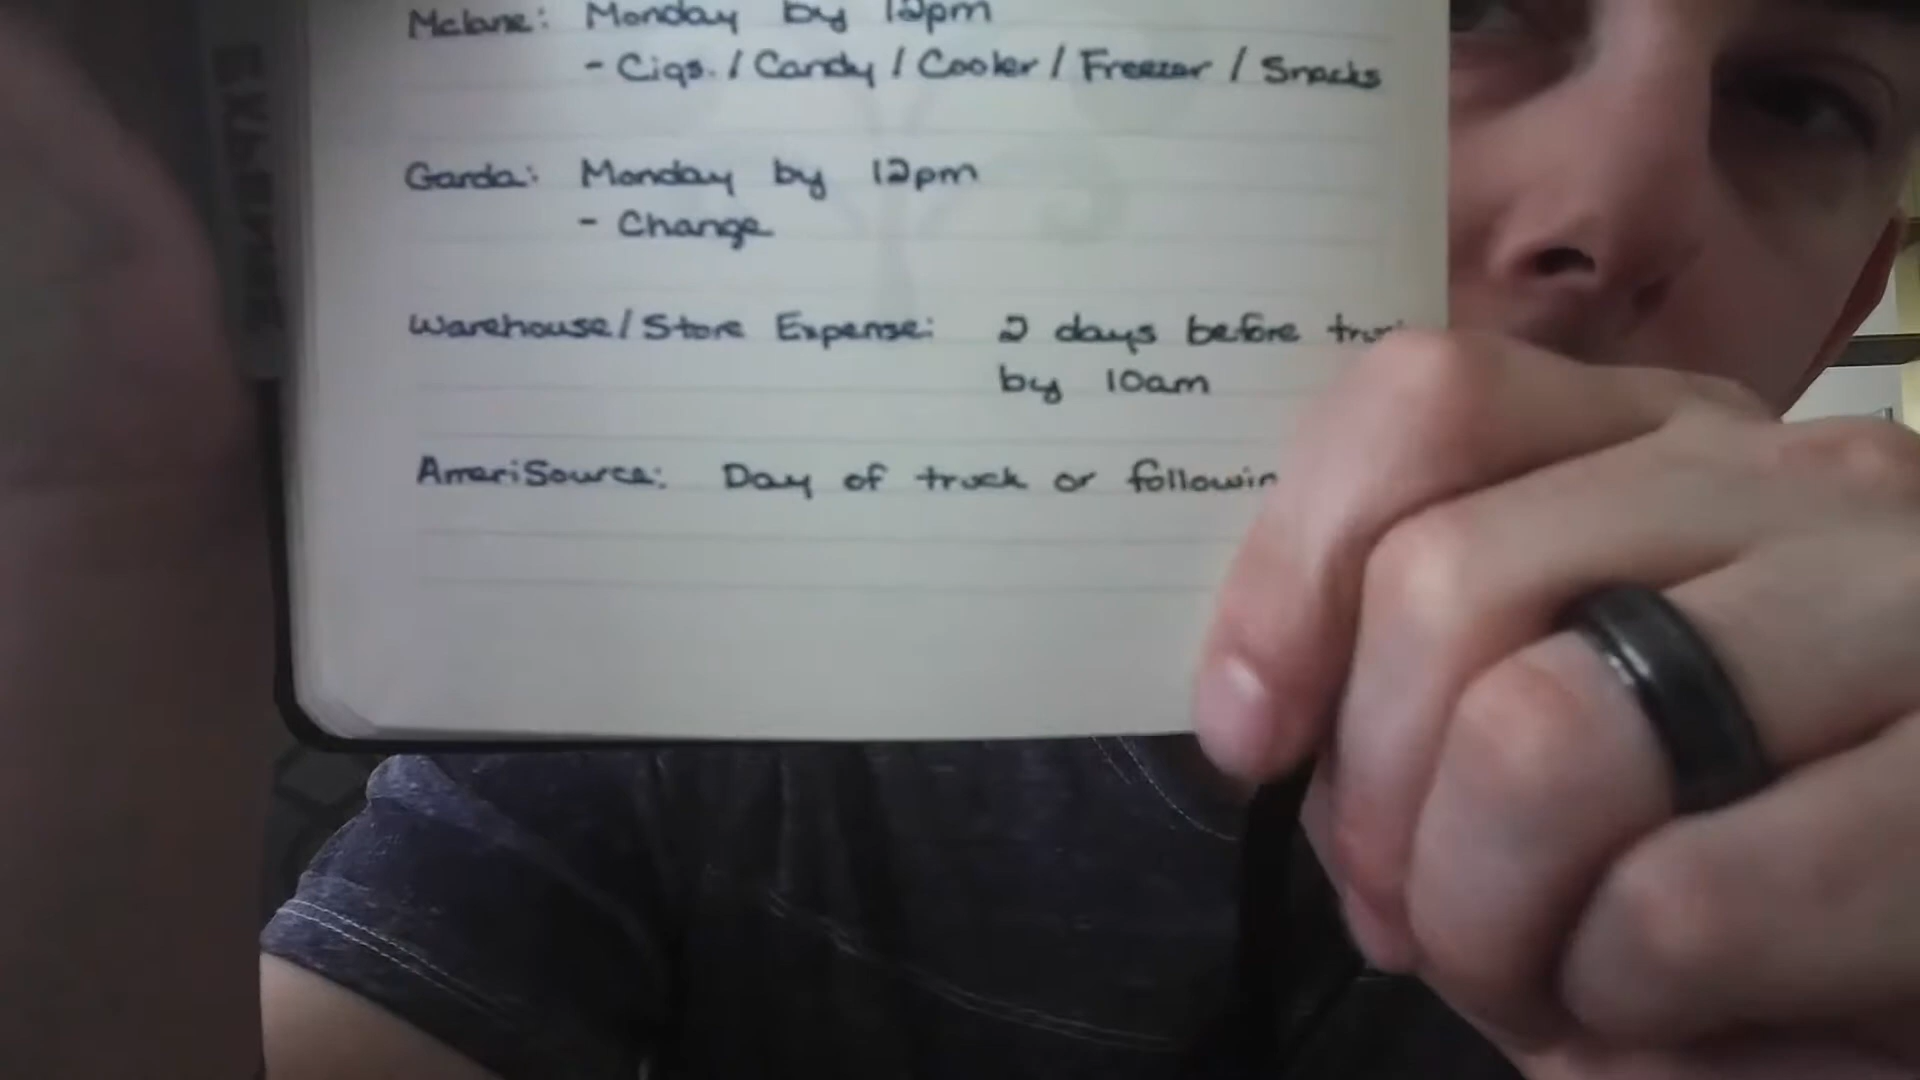 Mclane: Monday by 12pm
- Cigs. / Candy / Cooler / Freezer / Snacks
Garda: Monday by 12pm
- Change
Warehouse/Store Expense: 2 days before
by 10am
AmeriSource: Day of truck or